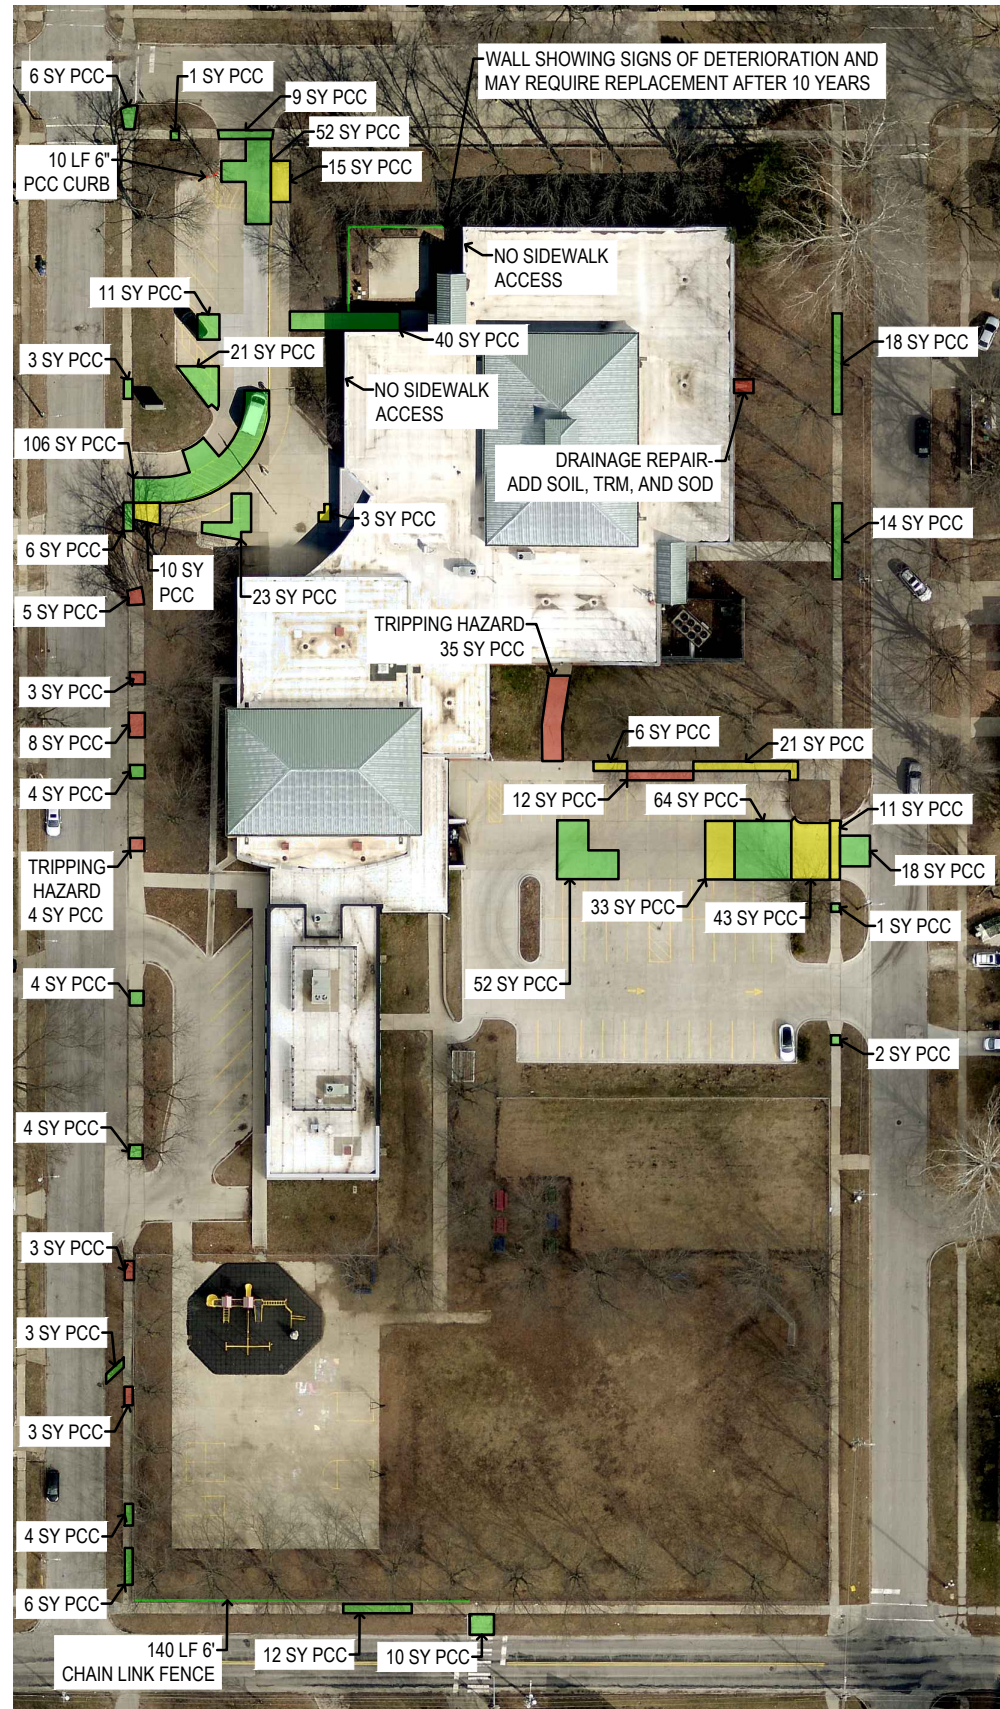 WALL SHOWING SIGNS OF DETERIORATION AND
MAY REQUIRE REPLACEMENT AFTER 10 YEARS
6 SY PCC
1 SY PCC
9 SY PCC
52 SY PCC
10 LF 6"
PCC CURB
15 SY PCC
NO SIDEWALK
ACCESS
11 SY PCC
40 SY PCC
18 SY PCC
3 SY PCC
21 SY PCC
NO SIDEWALK
ACCESS
106 SY PCC
DRAINAGE REPAIR-
ADD SOIL, TRM, AND SOD
3 SY PCC
14 SY PCC
6 SY PCC
10 SY
PCC
23 SY PCC
5 SY PCC
TRIPPING HAZARD
35 SY PCC
3 SY PCC
8 SY PCC
6 SY PCC
21 SY PCC
4 SY PCC
12 SY PCC
64 SY PCC
11 SY PCC
TRIPPING
HAZARD
4 SY PCC
18 SY PCC
33 SY PCC
43 SY PCC
1 SY PCC
4 SY PCC
52 SY PCC
2 SY PCC
4 SY PCC
3 SY PCC
3 SY PCC
3 SY PCC
4 SY PCC
6 SY PCC
140 LF 6'
CHAIN LINK FENCE
12 SY PCC
10 SY PCC